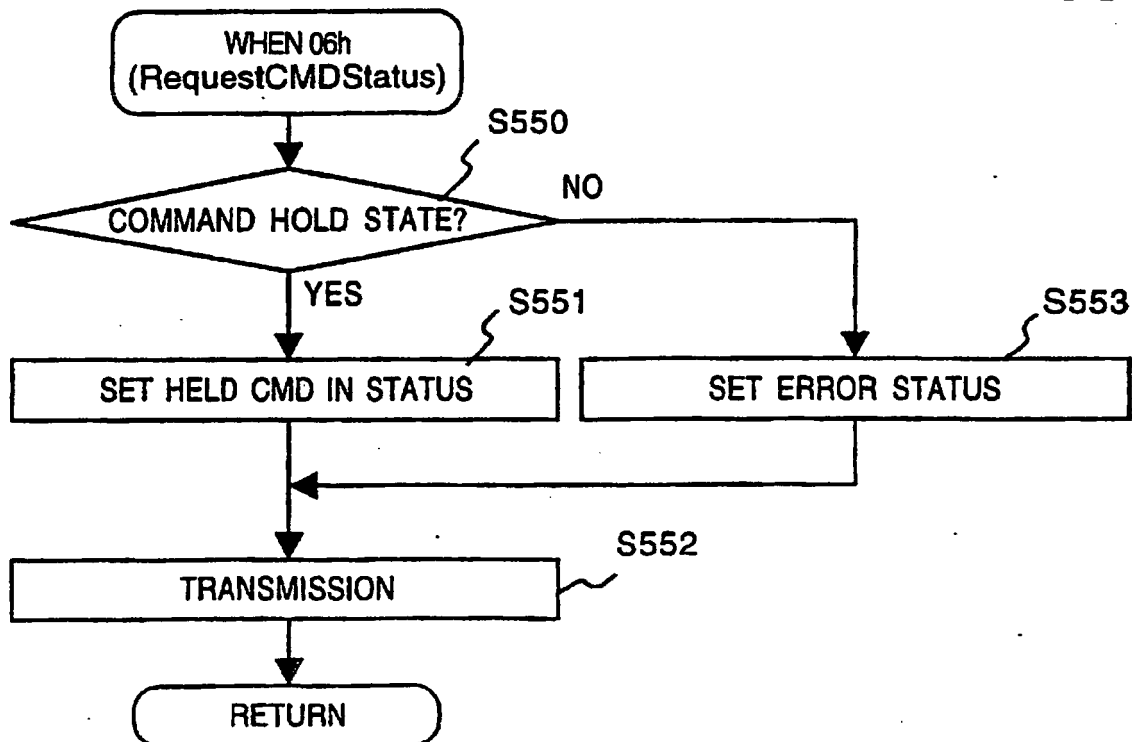 WHEN 06h
(RequestCMDStatus)
S550
COMMAND HOLD STATE?
NO
YES
S551
S553
SET HELD CMD IN STATUS
SET ERROR STATUS
S552
TRANSMISSION
RETURN